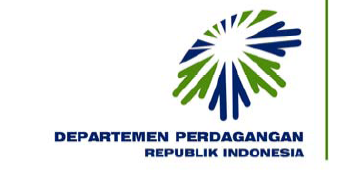 DEPARTEMEN PERDAGANGAN
REPUBLIK INDONESIA